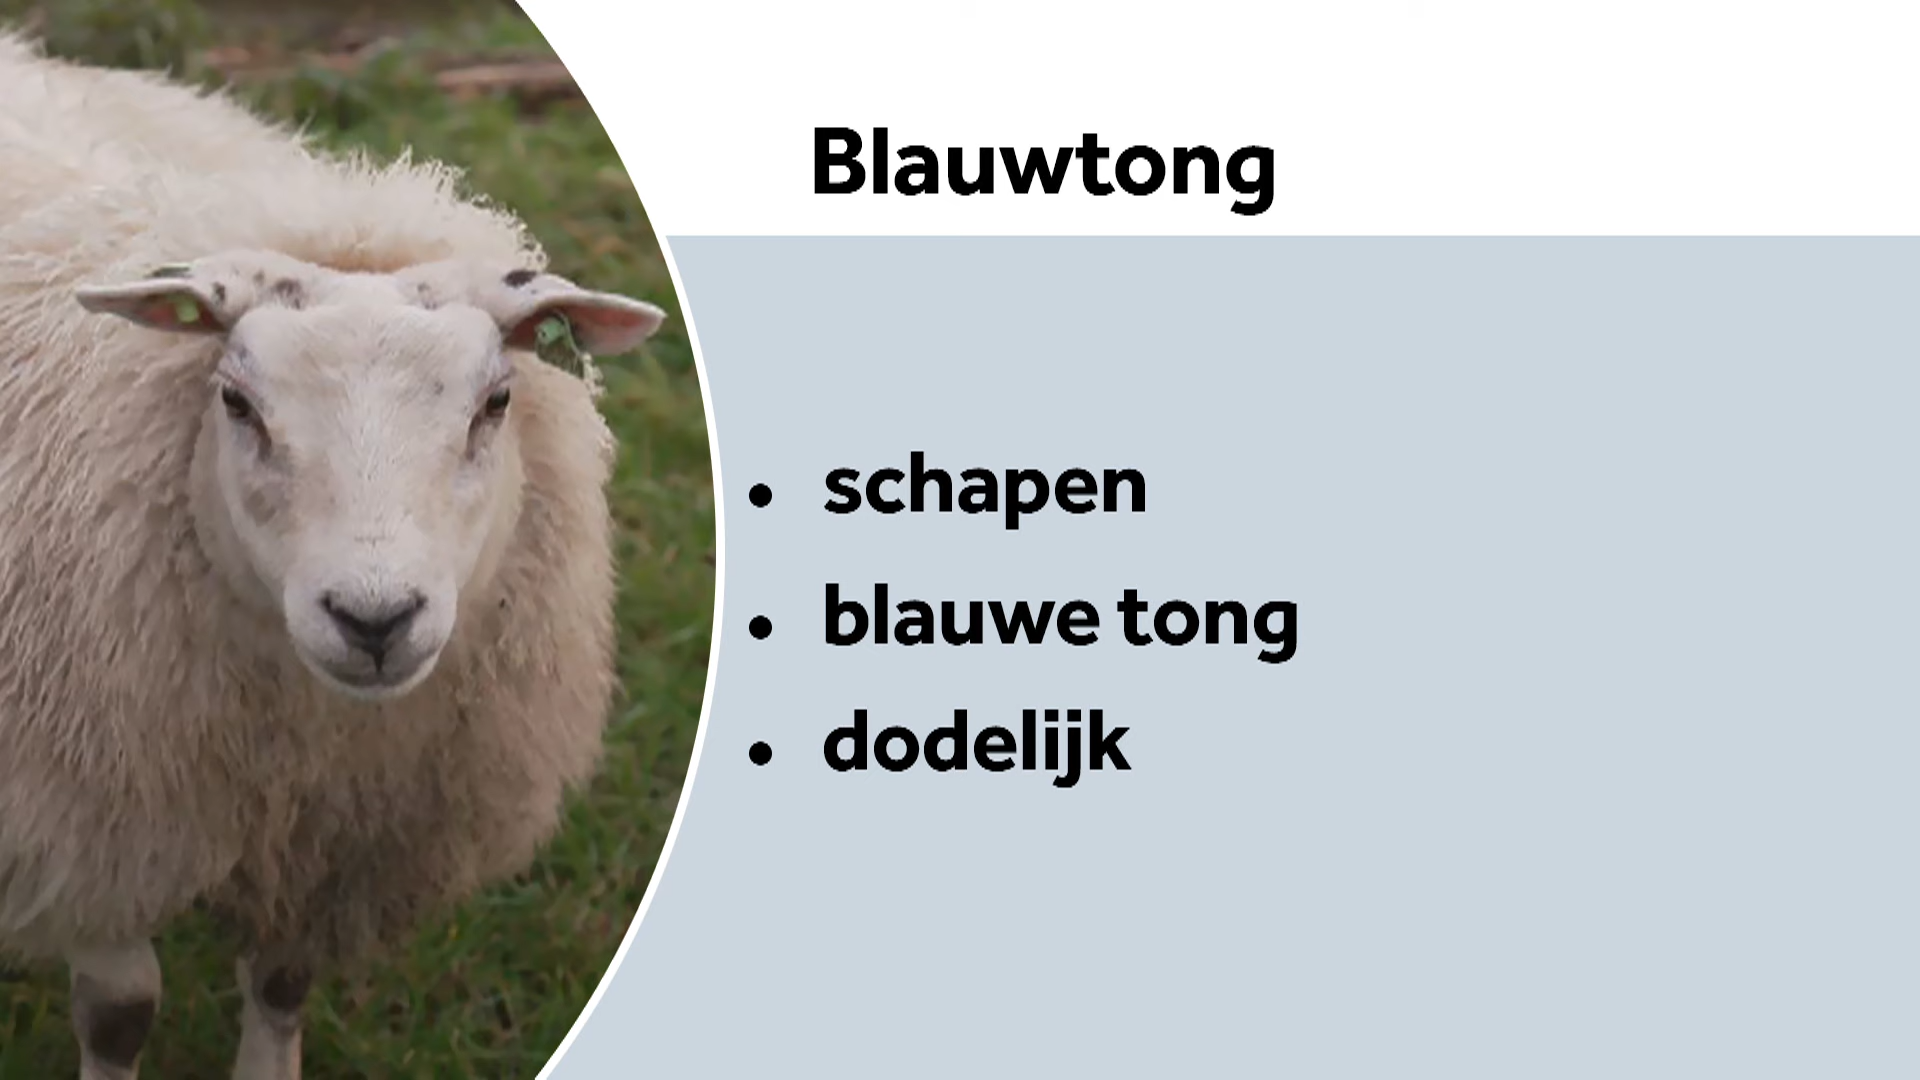 Blauwtong
• schapen
• blauwe tong
• dodelijk